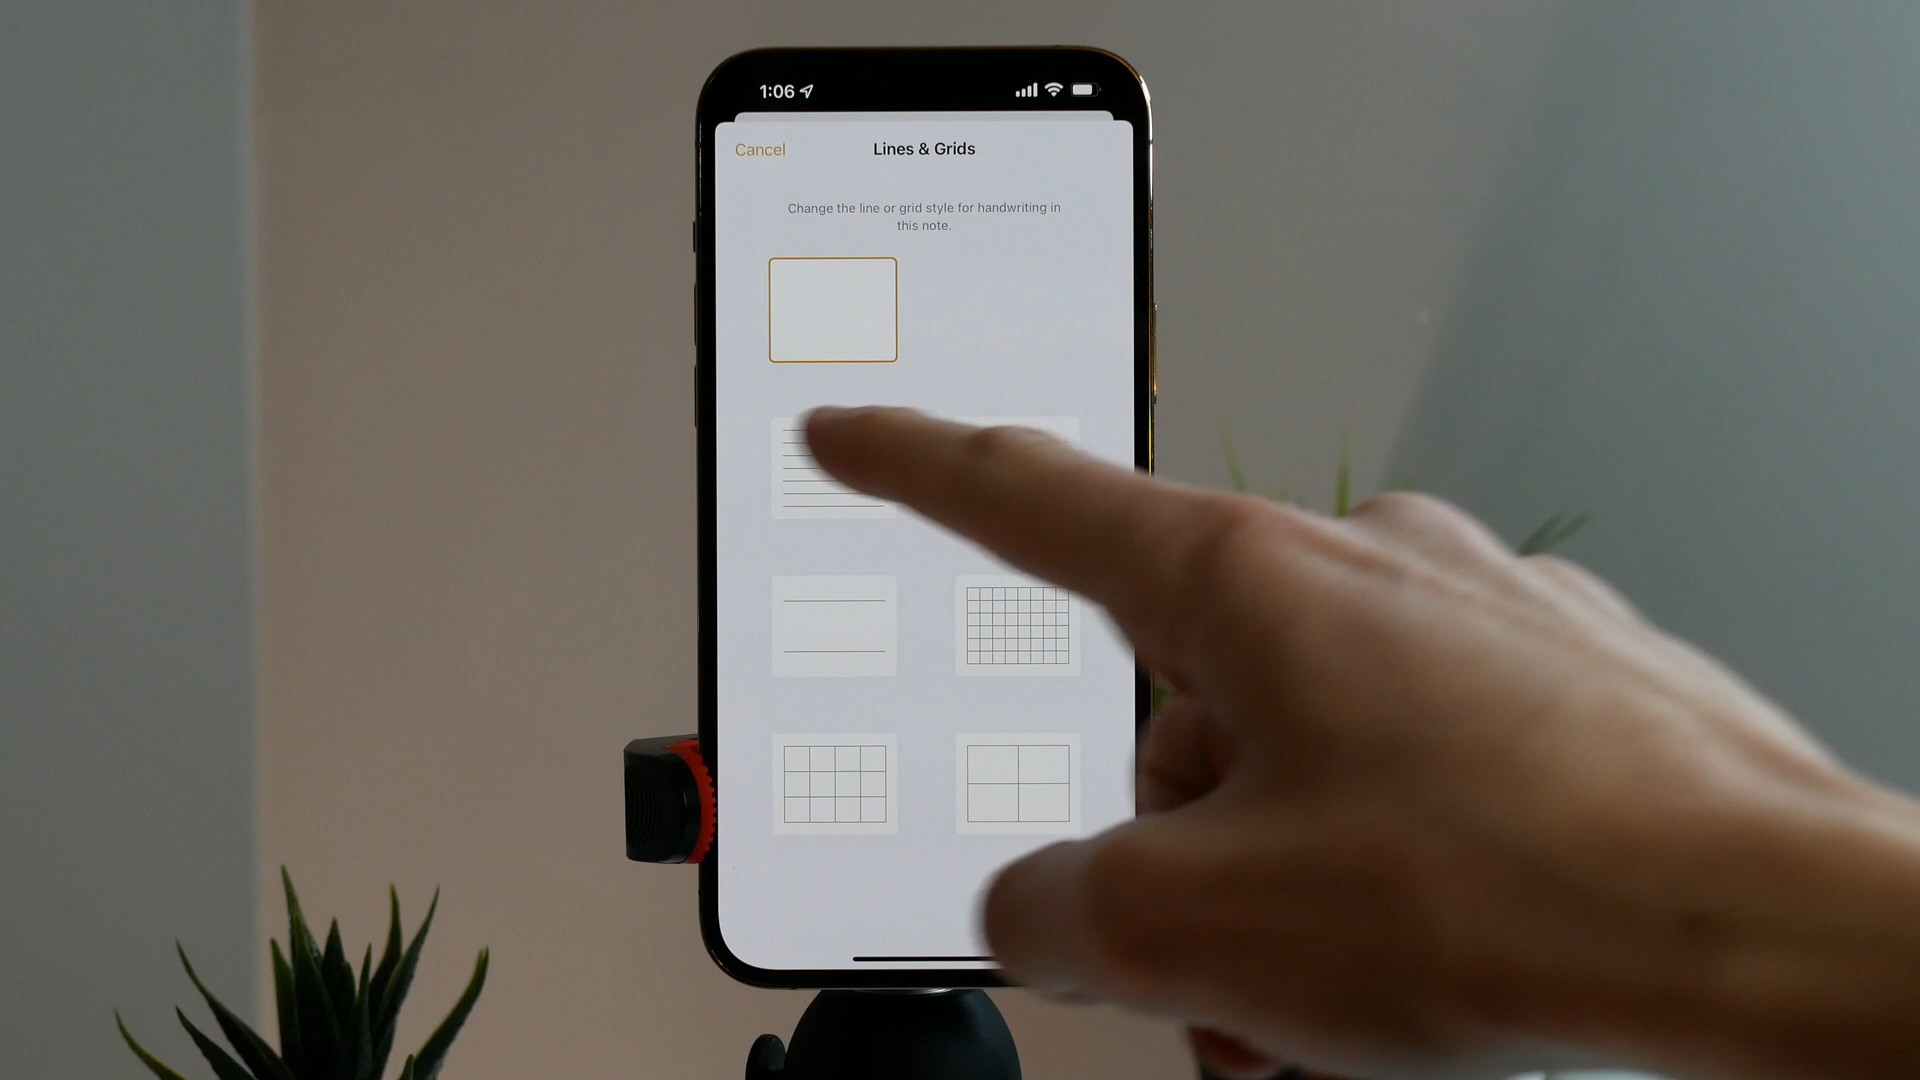 1:06
Cancel
Lines & Grids
Change the line or grid style for handwriting in
this note.